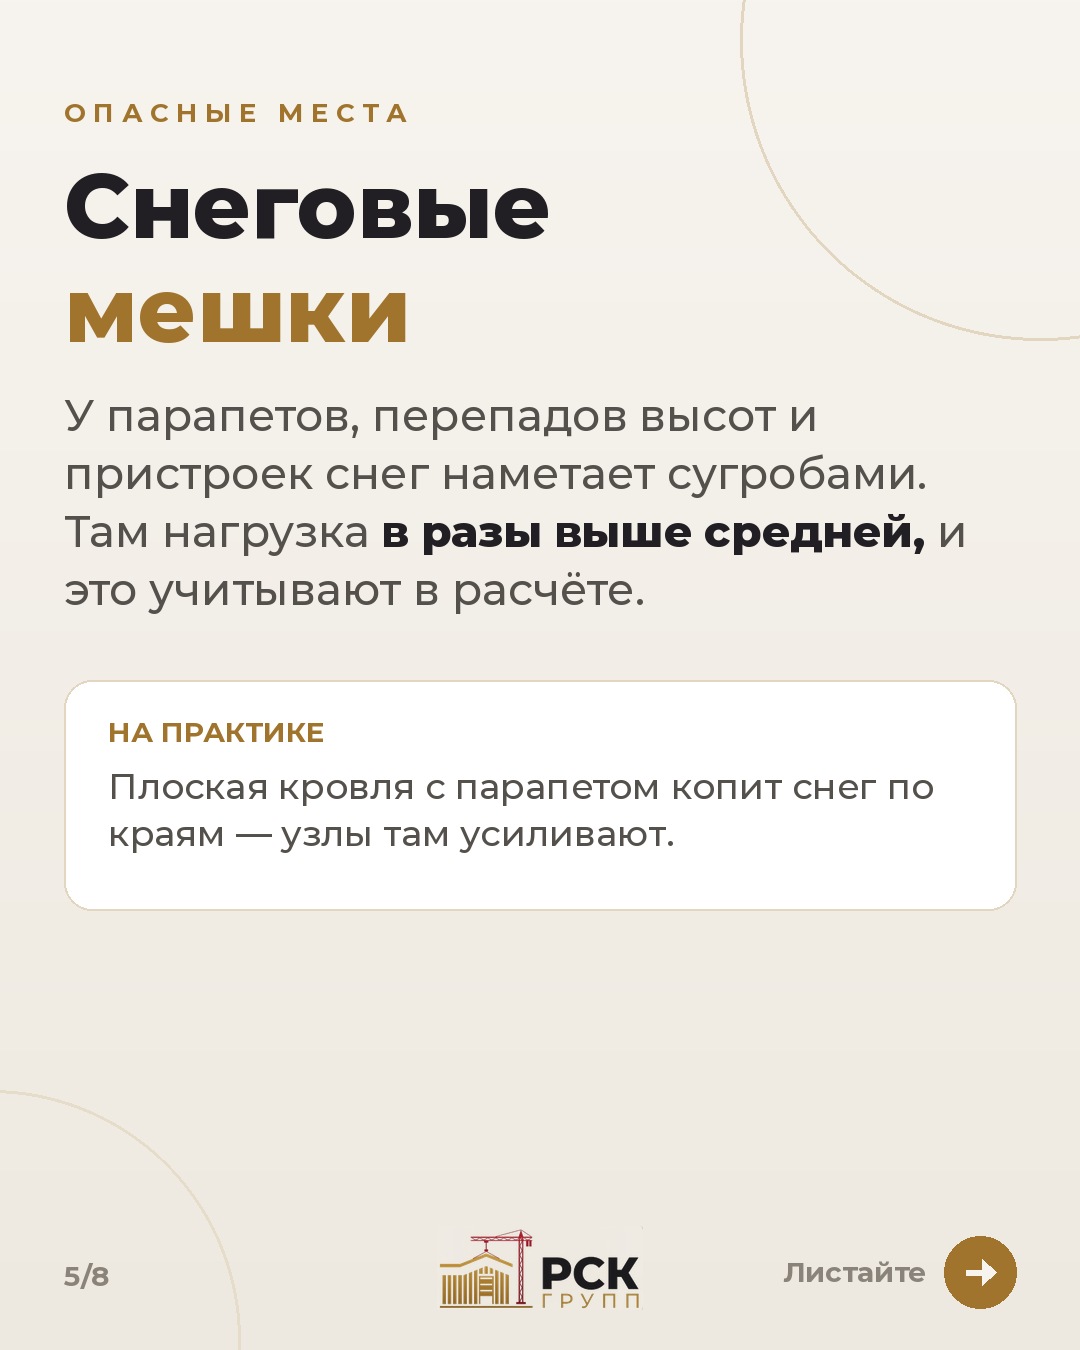 ОПАСНЫЕ МЕСТА
Снеговые
мешки
У парапетов, перепадов высот и
пристроек снег наметает сугробами.
Там нагрузка в разы выше средней, и
это учитывают в расчёте.
НА ПРАКТИКЕ
Плоская кровля с парапетом копит снег по
краям — узлы там усиливают.
5/8
РСК
ГРУПП
Листайте